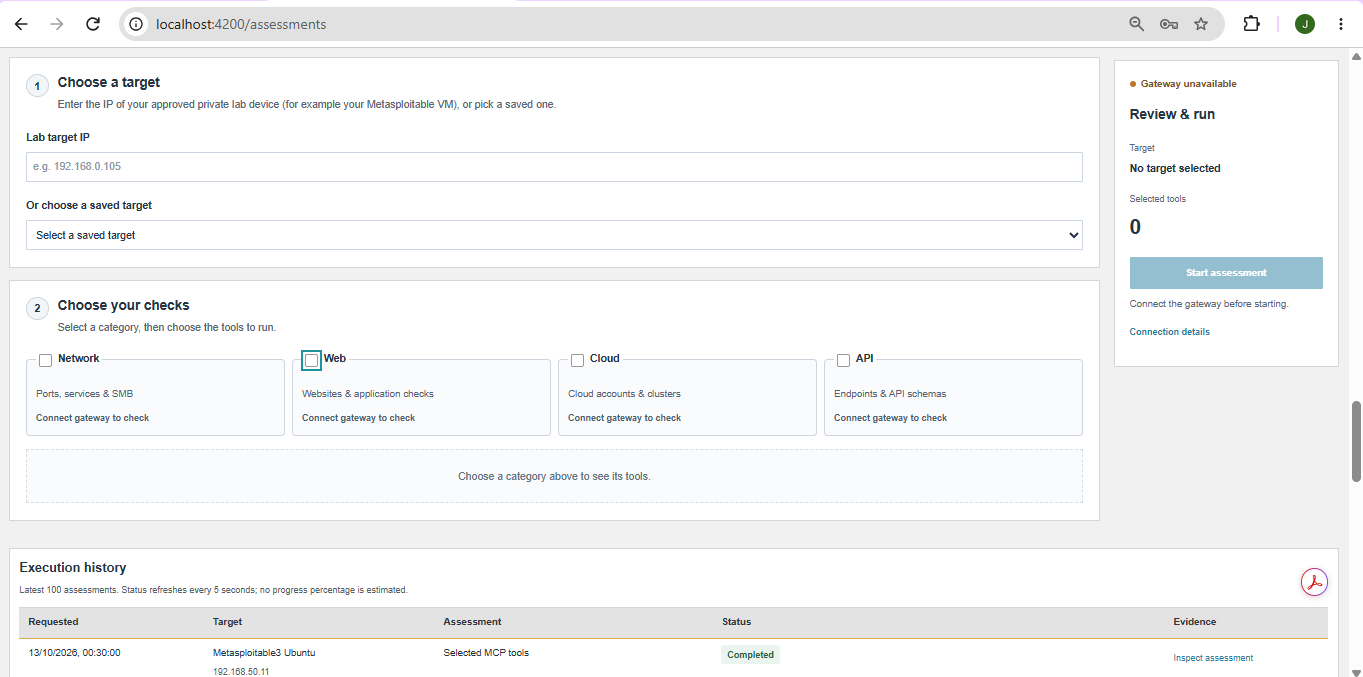 localhost:4200/assessments
J
1
Choose a target
Enter the IP of your approved private lab device (for example your Metasploitable VM), or pick a saved one.
Lab target IP
e.g. 192.168.0.105
Or choose a saved target
Select a saved target
2
Choose your checks
Select a category, then choose the tools to run.
Network
Ports, services & SMB
Connect gateway to check
Web
Websites & application checks
Connect gateway to check
Cloud
Cloud accounts & clusters
Connect gateway to check
API
Endpoints & API schemas
Connect gateway to check
Choose a category above to see its tools.
Gateway unavailable
Review & run
Target
No target selected
Selected tools
0
Start assessment
Connect the gateway before starting.
Connection details
Execution history
Latest 100 assessments. Status refreshes every 5 seconds; no progress percentage is estimated.
Requested Target Assessment Status Evidence
13/10/2026, 00:30:00 Metasploitable3 Ubuntu Selected MCP tools Completed Inspect assessment
192.168.50.11